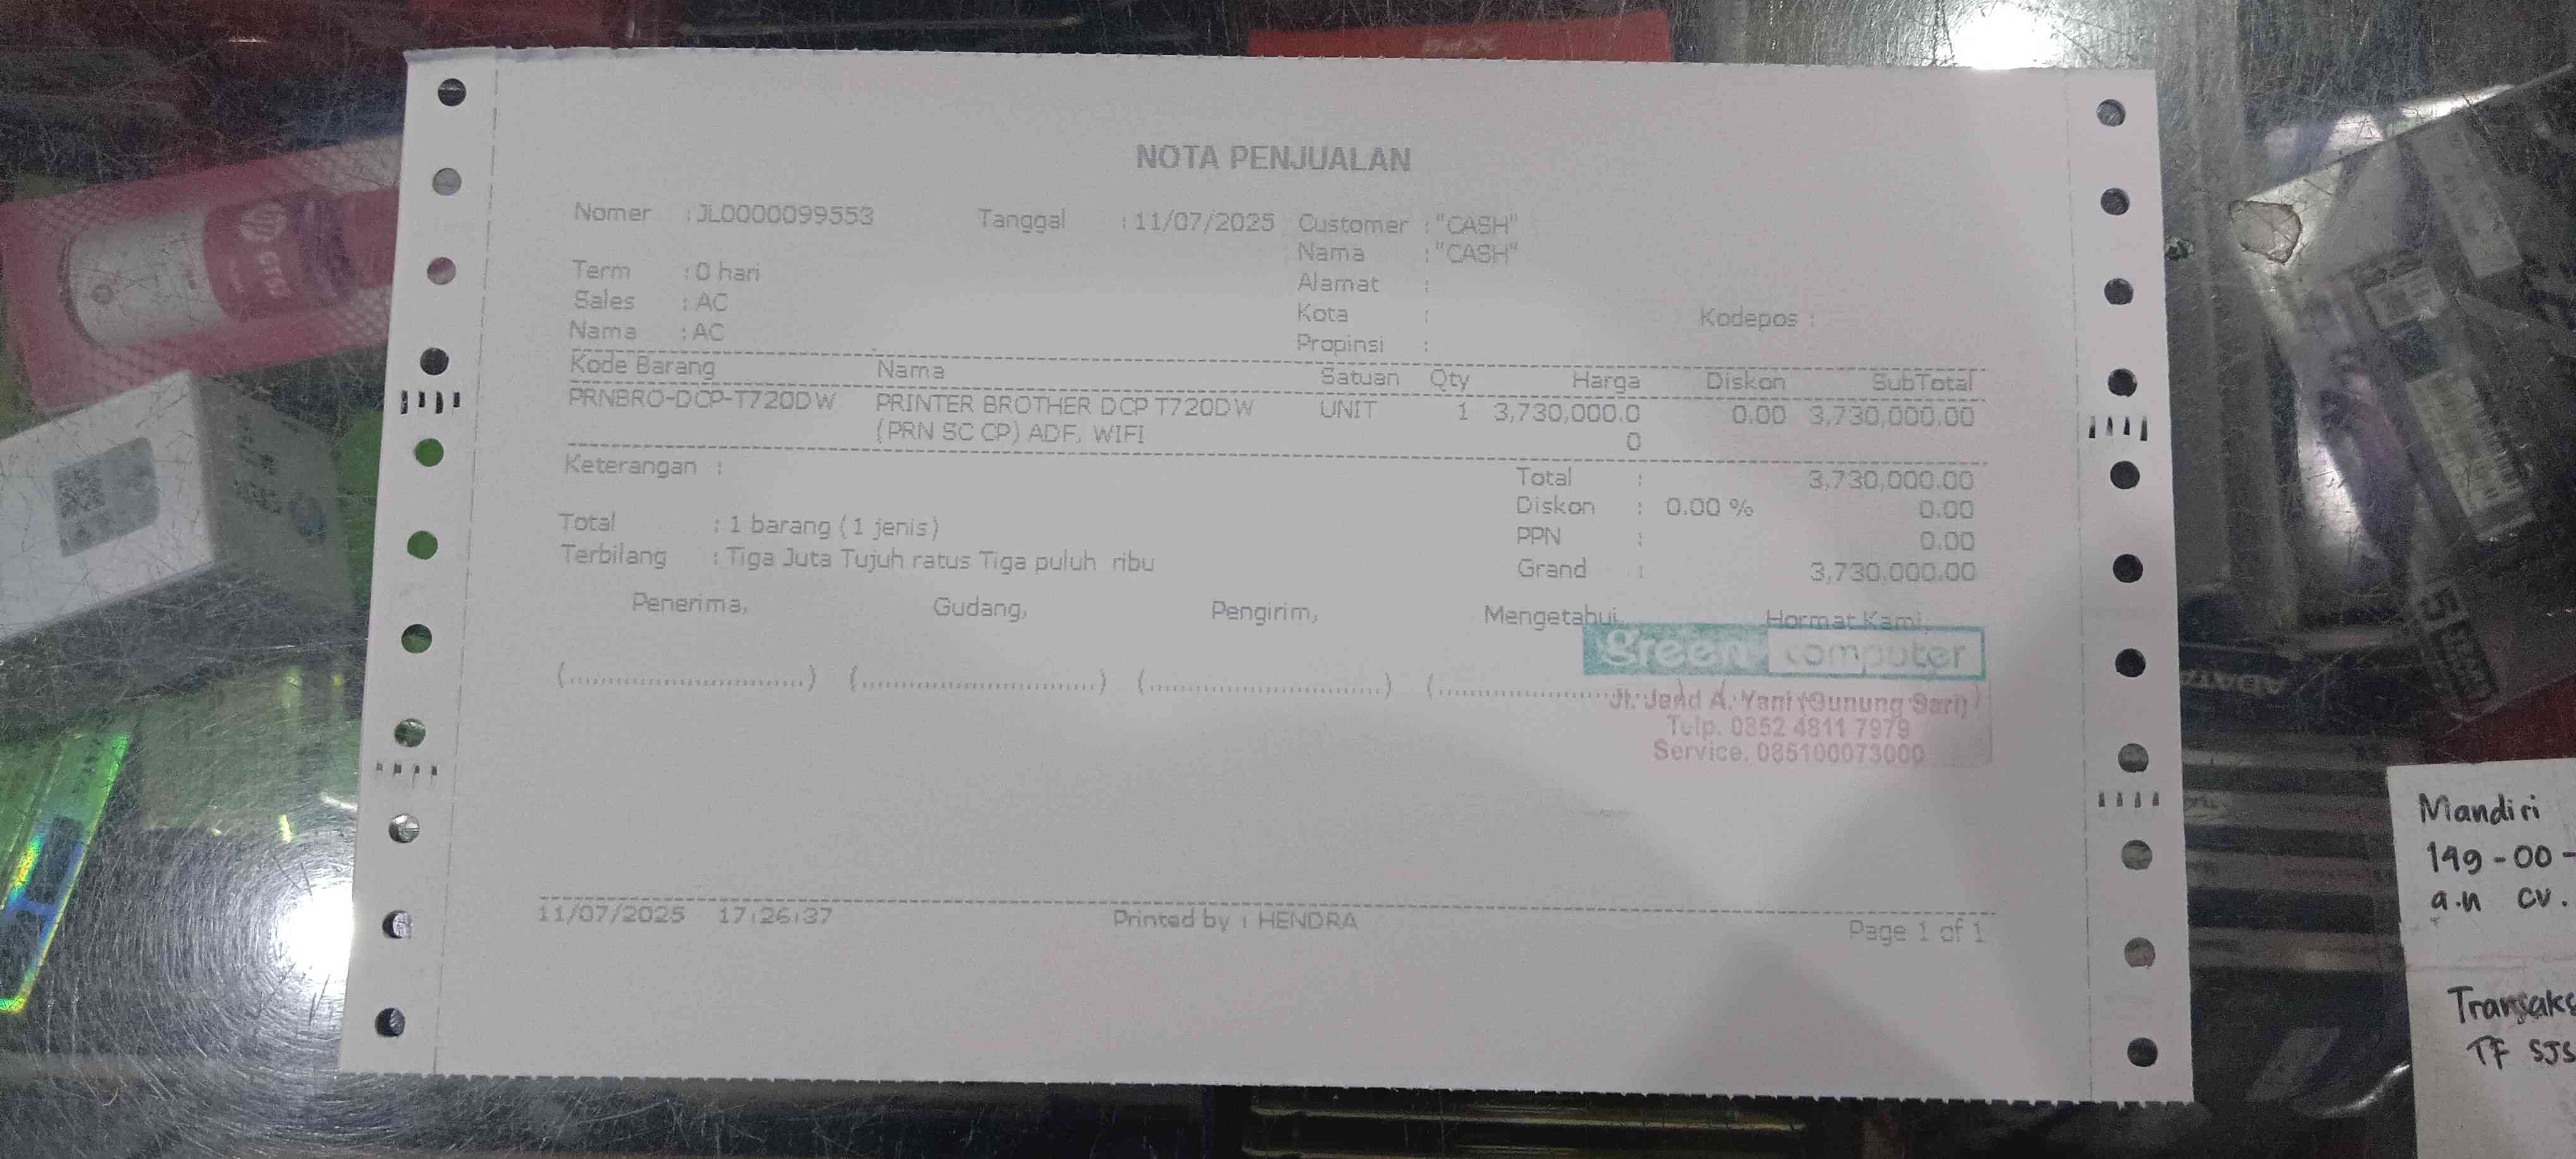 NOTA PENJUALAN
Nomer : JL0000099553 Tanggal : 11/07/2025 Customer : "CASH"
Nama : "CASH"
Term : 0 hari Alamat :
Sales : AC Kota : Kodepos :
Nama : AC Propinsi :
Kode Barang Nama Satuan Qty Harga Diskon SubTotal
PRNBRO-DCP-T720DW PRINTER BROTHER DCP T720DW UNIT 1 3,730,000.0 0.00 3,730,000.00
(PRN SC CP) ADF, WIFI 0
Keterangan : Total : 3,730,000.00
Diskon : 0.00 % 0.00
Total : 1 barang (1 jenis) PPN : 0.00
Terbilang : Tiga Juta Tujuh ratus Tiga puluh ribu Grand : 3,730,000.00
Penerima, Gudang, Pengirim, Mengetahui, Hormat Kami,
green computer
Jl. Jend A. Yani (Gunung Sari)
Telp. 0852 4811 7979
Service. 085100073000
11/07/2025 17:26:37 Printed by : HENDRA Page 1 of 1
Mandiri
149-00-
a.n CV.
TF SJS
ADATA